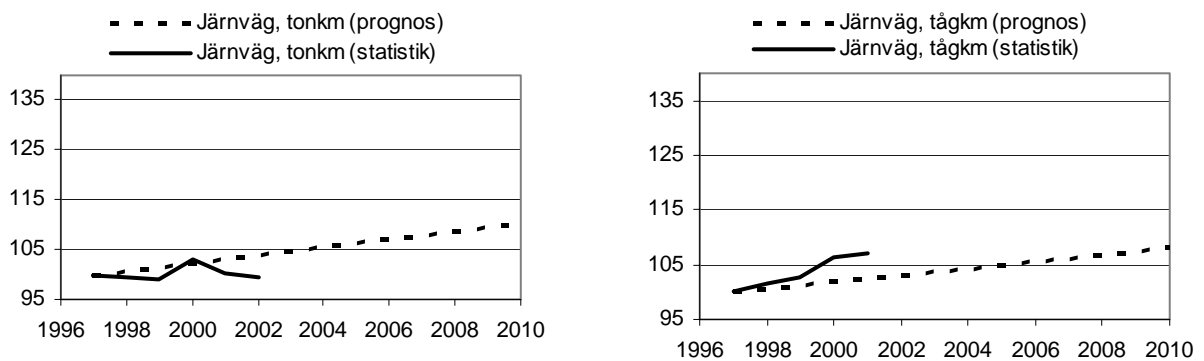 Järnväg, tonkm (prognos)
Järnväg, tonkm (statistik)
135
125
115
105
95
1996 1998 2000 2002 2004 2006 2008 2010
Järnväg, tågkm (prognos)
Järnväg, tågkm (statistik)
135
125
115
105
95
1996 1998 2000 2002 2004 2006 2008 2010